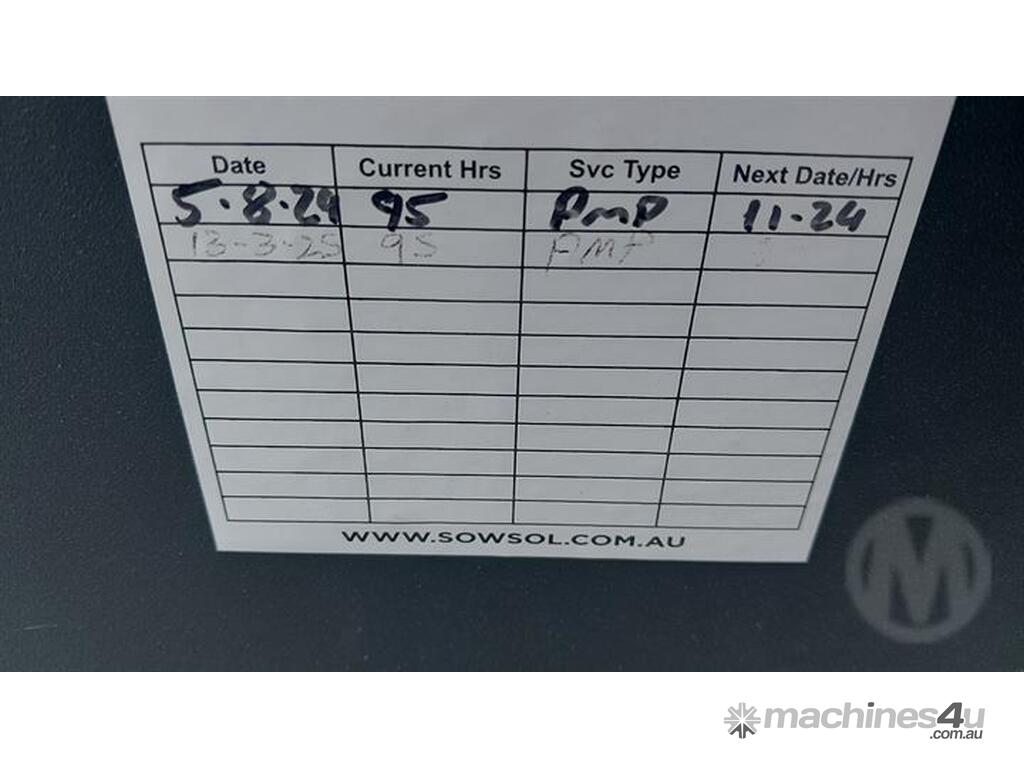 Date Current Hrs Svc Type Next Date/Hrs
5.8.24 95 PmP 11.24
13-3-25 95 PMP
WWW.SOWSOL.COM.AU
M
machines4u
.com.au